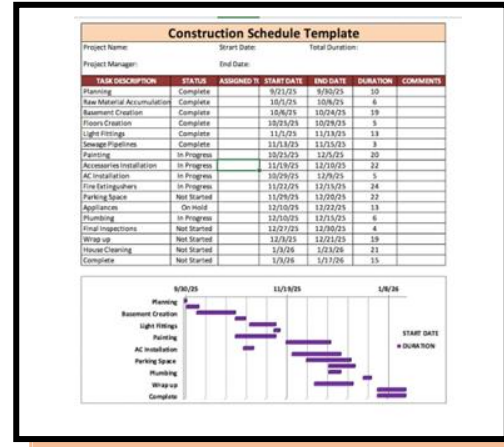 Construction Schedule Template
Project Name: Strart Date: Total Duration:
Project Manager: End Date:
TASK DESCRIPTION STATUS ASSIGNED TO START DATE END DATE DURATION COMMENTS
Planning Complete 9/21/25 9/30/25 10
Raw Material Accumulation Complete 10/1/25 10/6/25 6
Basement Creation Complete 10/6/25 10/24/25 19
Floors Creation Complete 10/25/25 10/29/25 5
Light Fittings Complete 11/1/25 11/13/25 13
Sewage Pipelines Complete 11/13/25 11/15/25 3
Painting In Progress 10/25/25 12/5/25 20
Accessories Installation In Progress 11/19/25 12/10/25 22
AC Installation In Progress 10/29/25 12/9/25 5
Fire Extingushers In Progress 11/22/25 12/15/25 24
Parking Space Not Started 11/29/25 12/20/25 22
Appliances On Hold 12/10/25 12/22/25 13
Plumbing In Progress 12/10/25 12/15/25 6
Final Inspections Not Started 12/27/25 12/30/25 4
Wrap up Not Started 12/3/25 12/21/25 19
House Cleaning Not Started 1/3/26 1/23/26 21
Complete Not Started 1/3/26 1/17/26 15
9/30/25 11/19/25 1/8/26
Planning
Basement Creation
Light Fittings
Painting
AC Installation
Parking Space
Plumbing
Wrap up
Complete
START DATE
DURATION